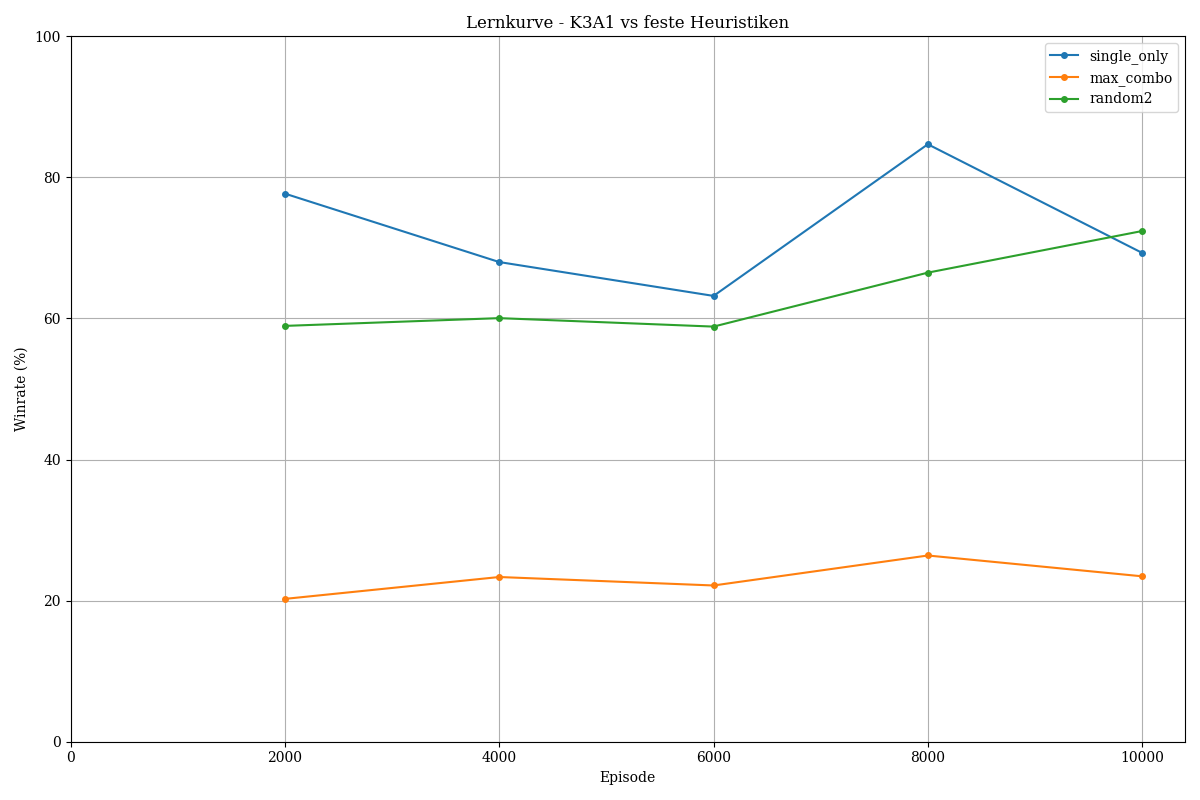 Lernkurve - K3A1 vs feste Heuristiken
100
80
60
40
20
0
Winrate (%)
single_only
max_combo
random2
0 2000 4000 6000 8000 10000
Episode